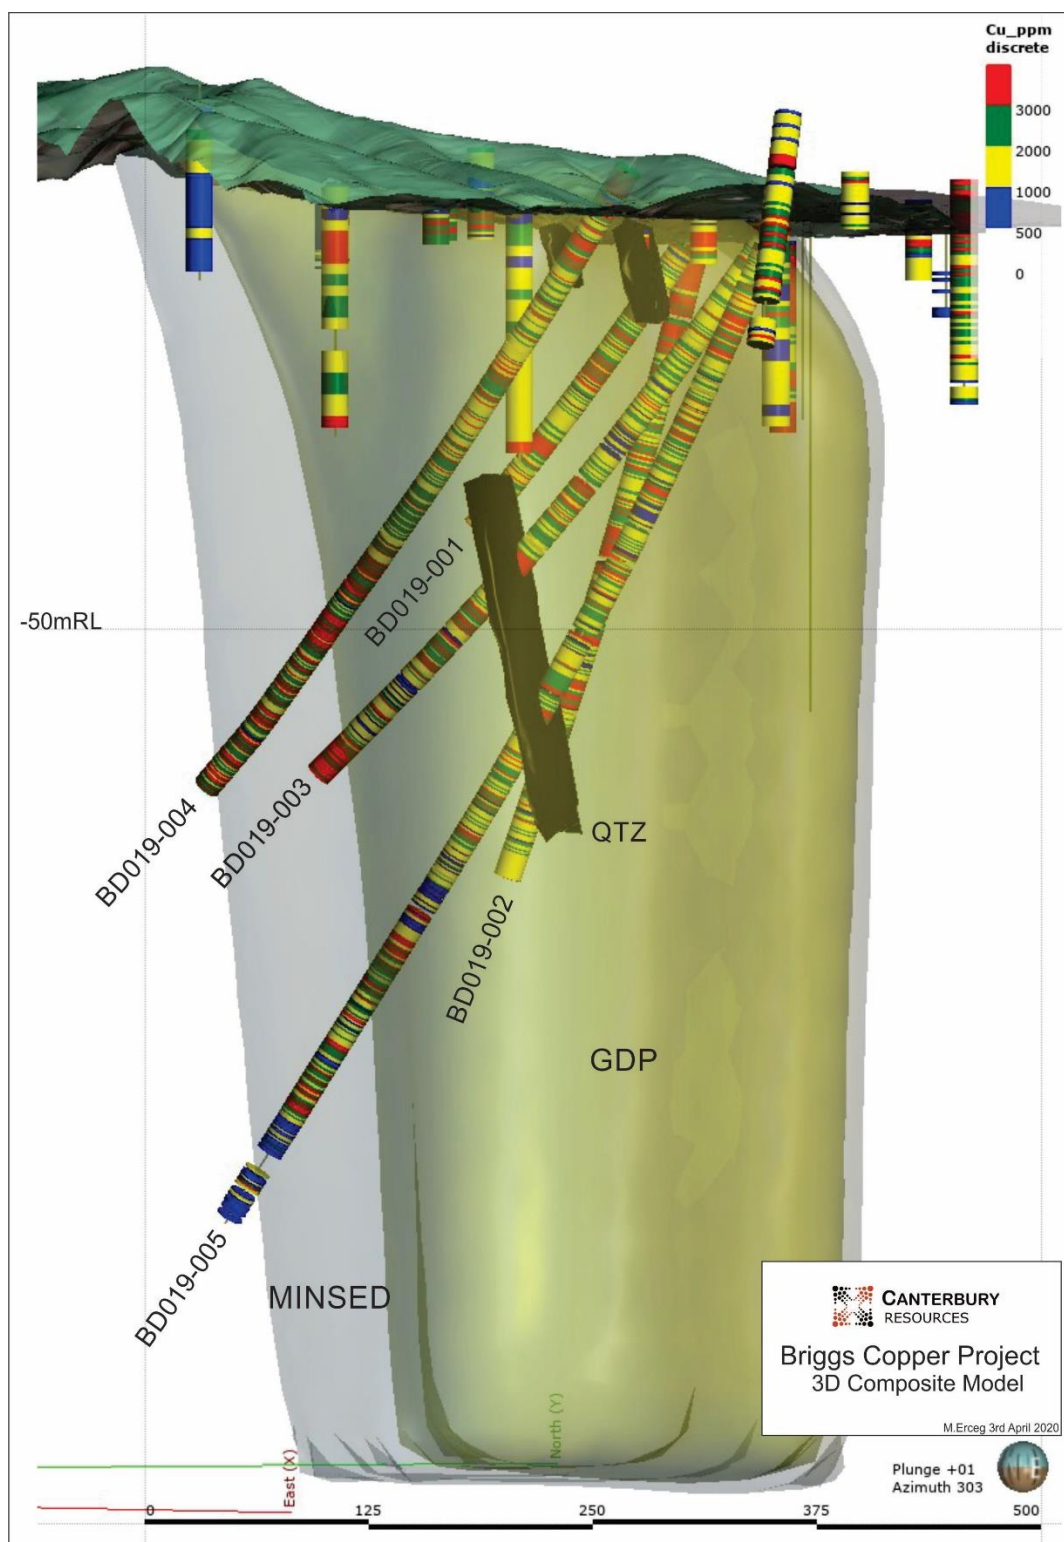 Cu_ppm
discrete
3000
2000
1000
500
0
-50mRL
BD019-001
BD019-004
BD019-003
BD019-002
BD019-005
QTZ
GDP
MINSED
CANTERBURY
RESOURCES
Briggs Copper Project
3D Composite Model
M.Erceg 3rd April 2020
North (Y)
East (X)
Plunge +01
Azimuth 303
E
0 125 250 375 500